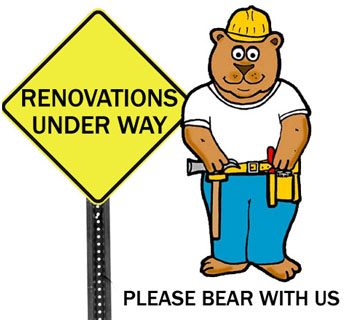 RENOVATIONS
UNDER WAY
PLEASE BEAR WITH US